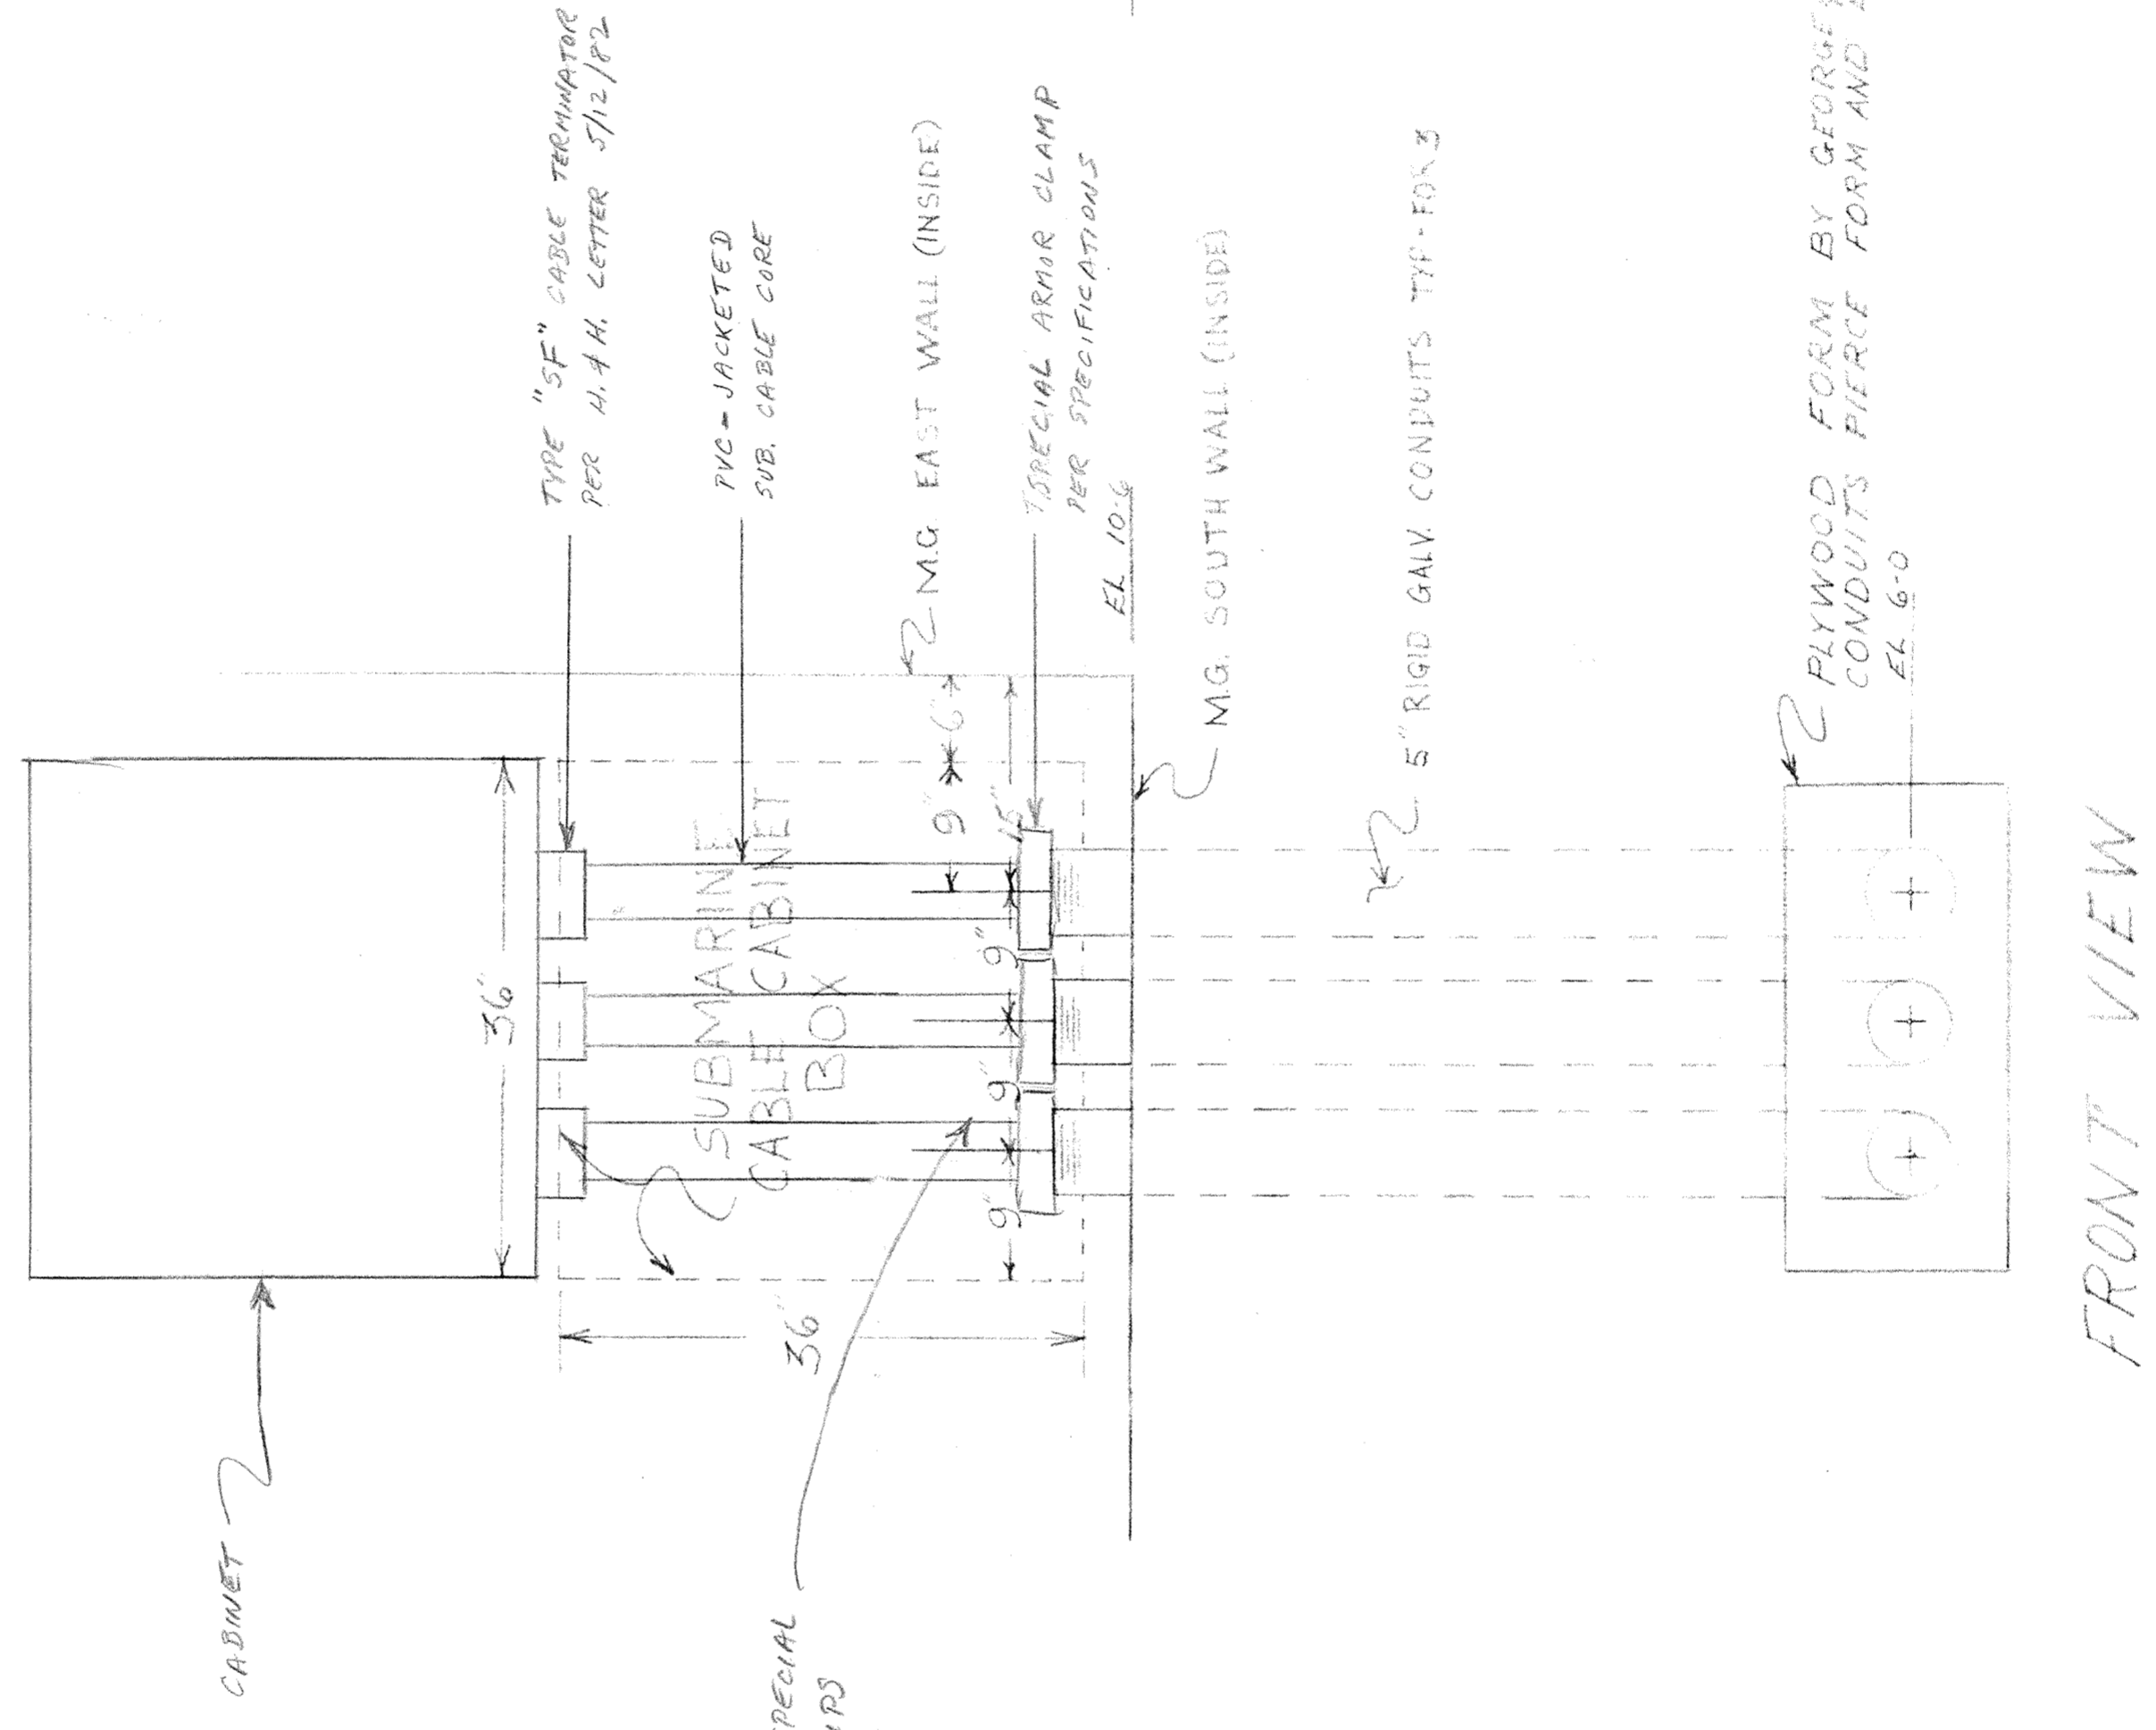 CABINET
36"
TYPE "SF" CABLE TERMINATOR
PER H. & H. LETTER 5/12/82
PVC - JACKETED
SUB. CABLE CORE
SUBMARINE
CABLE CABINET
BOX
36"
SPECIAL
M.G. EAST WALL (INSIDE)
6"
9"
15"
9"
9"
9"
SPECIAL ARMOR CLAMP
PER SPECIFICATIONS
EL 10-6
M.G. SOUTH WALL (INSIDE)
5" RIGID GALV. CONDUITS TYP-FOR 3
PLYWOOD FORM BY GEORGE
CONDUITS PIERCE FORM AND
EL 6-0
FRONT VIEW